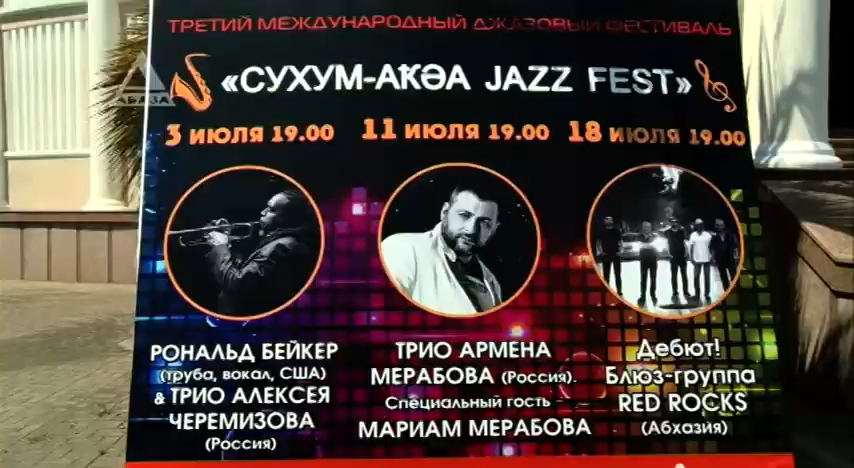 ТРЕТИЙ МЕЖДУНАРОДНЫЙ ДЖАЗОВЫЙ ФЕСТИВАЛЬ
АБАЗА
«СУХУМ-АҞӘА JAZZ FEST»
3 ИЮЛЯ 19.00
11 ИЮЛЯ 19.00
18 ИЮЛЯ 19.00
РОНАЛЬД БЕЙКЕР
(труба, вокал, США)
& ТРИО АЛЕКСЕЯ
ЧЕРЕМИЗОВА
(Россия)
ТРИО АРМЕНА
МЕРАБОВА (Россия).
Специальный гость
МАРИАМ МЕРАБОВА
Дебют!
Блюз-группа
RED ROCKS
(Абхазия)